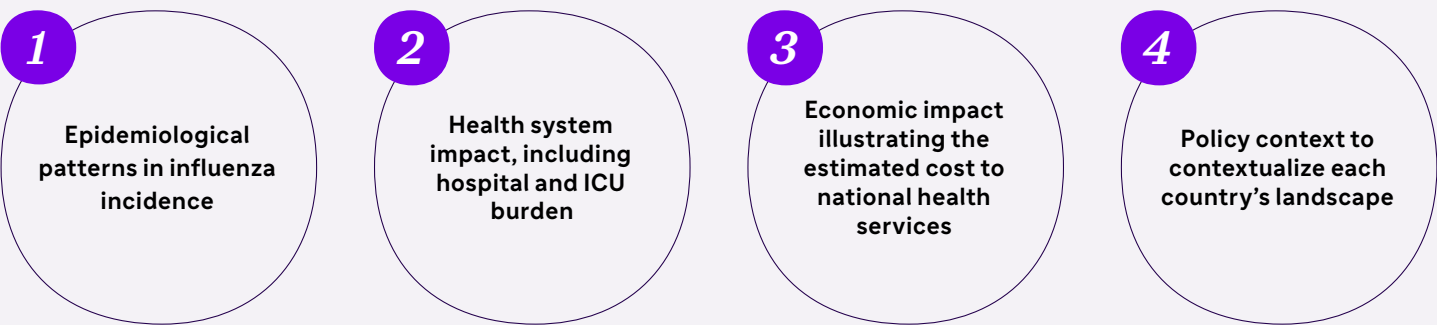 1
Epidemiological
patterns in influenza
incidence
2
Health system
impact, including
hospital and ICU
burden
3
Economic impact
illustrating the
estimated cost to
national health
services
4
Policy context to
contextualize each
country’s landscape